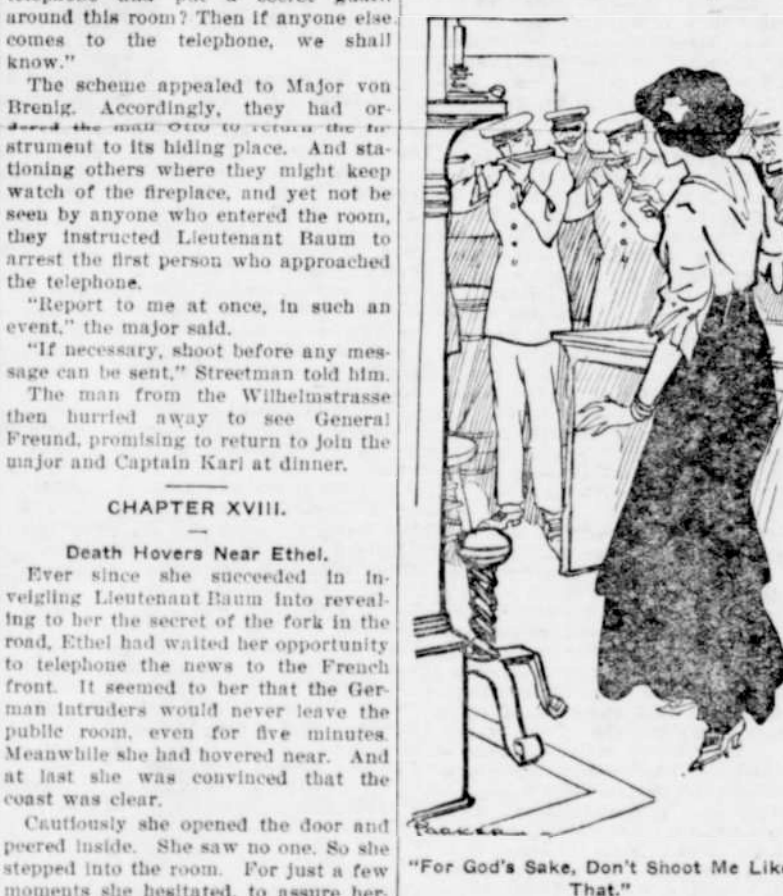 around this room? Then if anyone else
comes to the telephone, we shall
know."
The scheme appealed to Major von
Brenig. Accordingly, they had or-
dered the man Otto to return the in-
strument to its hiding place. And sta-
tioning others where they might keep
watch of the fireplace, and yet not be
seen by anyone who entered the room,
they instructed Lieutenant Baum to
arrest the first person who approached
the telephone.
"Report to me at once, in such an
event," the major said.
"If necessary, shoot before any mes-
sage can be sent," Streetman told him.
The man from the Wilhelmstrasse
then hurried away to see General
Freund, promising to return to join the
major and Captain Karl at dinner.
CHAPTER XVIII.
Death Hovers Near Ethel.
Ever since she succeeded in in-
veigling Lieutenant Baum into reveal-
ing to her the secret of the fork in the
road, Ethel had waited her opportunity
to telephone the news to the French
front. It seemed to her that the Ger-
man intruders would never leave the
public room, even for five minutes.
Meanwhile she had hovered near. And
at last she was convinced that the
coast was clear.
Cautiously she opened the door and
peered inside. She saw no one. So she
stepped into the room. For just a few
moments she hesitated, to assure her-
PARKER
"For God's Sake, Don't Shoot Me Lik
That."